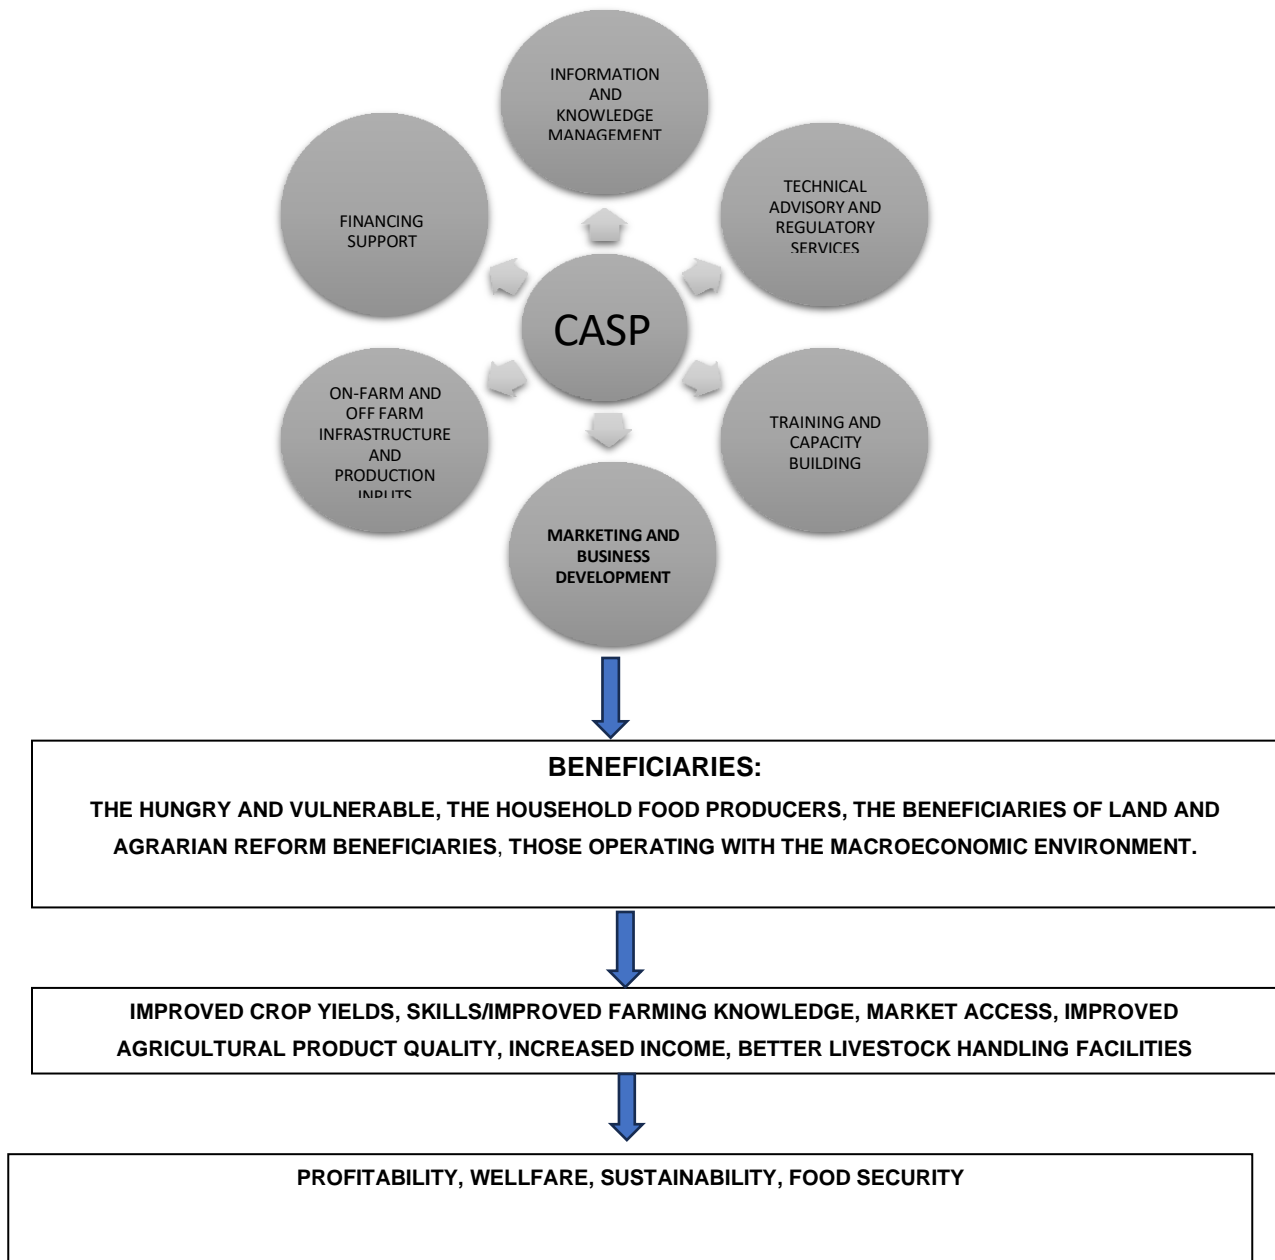 INFORMATION
AND
KNOWLEDGE
MANAGEMENT
TECHNICAL
ADVISORY AND
REGULATORY
SERVICES
FINANCING
SUPPORT
CASP
ON-FARM AND
OFF FARM
INFRASTRUCTURE
AND
PRODUCTION
INPUTS
TRAINING AND
CAPACITY
BUILDING
MARKETING AND
BUSINESS
DEVELOPMENT
BENEFICIARIES:
THE HUNGRY AND VULNERABLE, THE HOUSEHOLD FOOD PRODUCERS, THE BENEFICIARIES OF LAND AND
AGRARIAN REFORM BENEFICIARIES, THOSE OPERATING WITH THE MACROECONOMIC ENVIRONMENT.
IMPROVED CROP YIELDS, SKILLS/IMPROVED FARMING KNOWLEDGE, MARKET ACCESS, IMPROVED
AGRICULTURAL PRODUCT QUALITY, INCREASED INCOME, BETTER LIVESTOCK HANDLING FACILITIES
PROFITABILITY, WELLFARE, SUSTAINABILITY, FOOD SECURITY